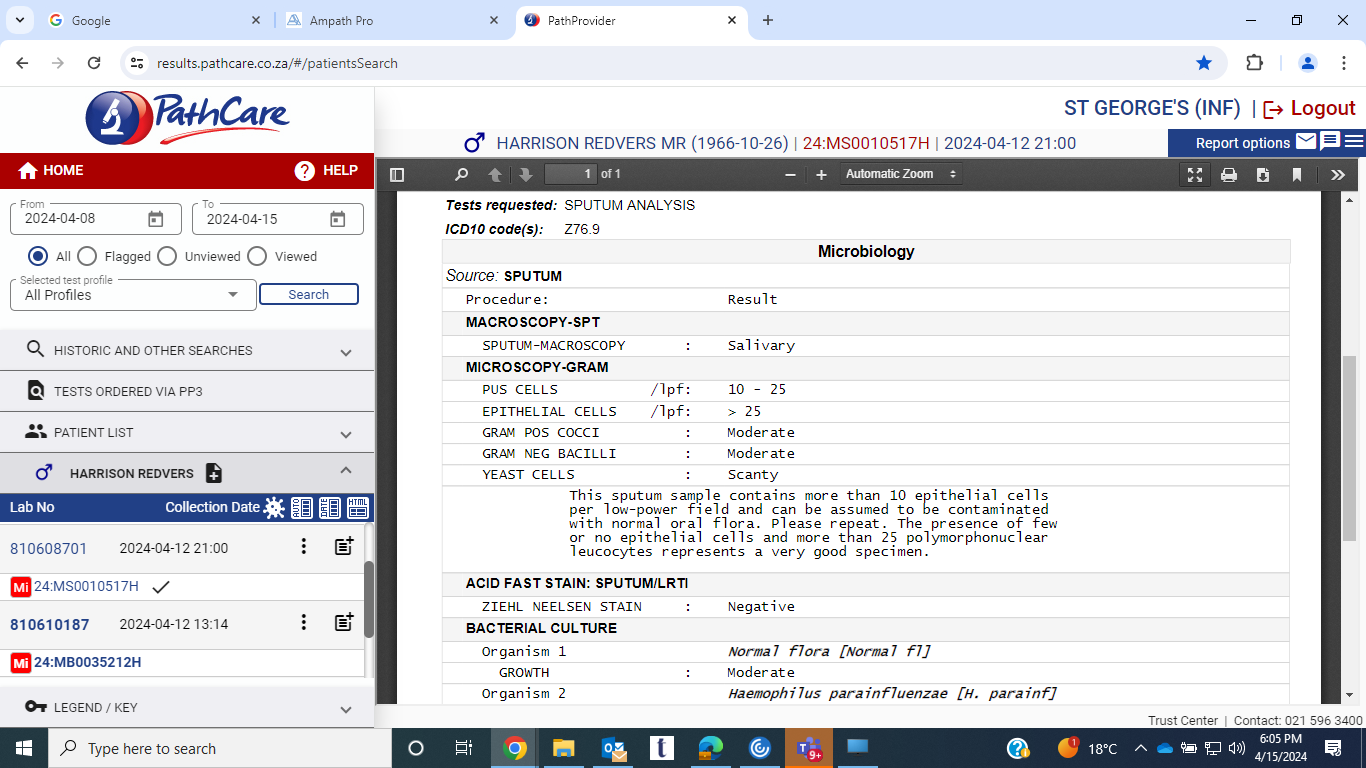 Google
Ampath Pro
PathProvider
results.pathcare.co.za/#/patientsSearch
PathCare
ST GEORGE'S (INF) | Logout
HARRISON REDVERS MR (1966-10-26) | 24:MS0010517H | 2024-04-12 21:00
Report options
HOME
HELP
1 of 1
Automatic Zoom
From
2024-04-08
To
2024-04-15
All
Flagged
Unviewed
Viewed
Selected test profile
All Profiles
Search
HISTORIC AND OTHER SEARCHES
TESTS ORDERED VIA PP3
PATIENT LIST
HARRISON REDVERS
Lab No
Collection Date
HTML
810608701 2024-04-12 21:00
Mi 24:MS0010517H
810610187 2024-04-12 13:14
Mi 24:MB0035212H
LEGEND / KEY
Tests requested: SPUTUM ANALYSIS
ICD10 code(s): Z76.9
Microbiology
Source: SPUTUM
Procedure: Result
MACROSCOPY-SPT
SPUTUM-MACROSCOPY : Salivary
MICROSCOPY-GRAM
PUS CELLS /lpf: 10 - 25
EPITHELIAL CELLS /lpf: > 25
GRAM POS COCCI : Moderate
GRAM NEG BACILLI : Moderate
YEAST CELLS : Scanty
This sputum sample contains more than 10 epithelial cells
per low-power field and can be assumed to be contaminated
with normal oral flora. Please repeat. The presence of few
or no epithelial cells and more than 25 polymorphonuclear
leucocytes represents a very good specimen.
ACID FAST STAIN: SPUTUM/LRTI
ZIEHL NEELSEN STAIN : Negative
BACTERIAL CULTURE
Organism 1 Normal flora [Normal fl]
GROWTH : Moderate
Organism 2 Haemophilus parainfluenzae [H. parainf]
Trust Center | Contact: 021 596 3400
Type here to search
t
T
9+
1
18°C
6:05 PM
4/15/2024